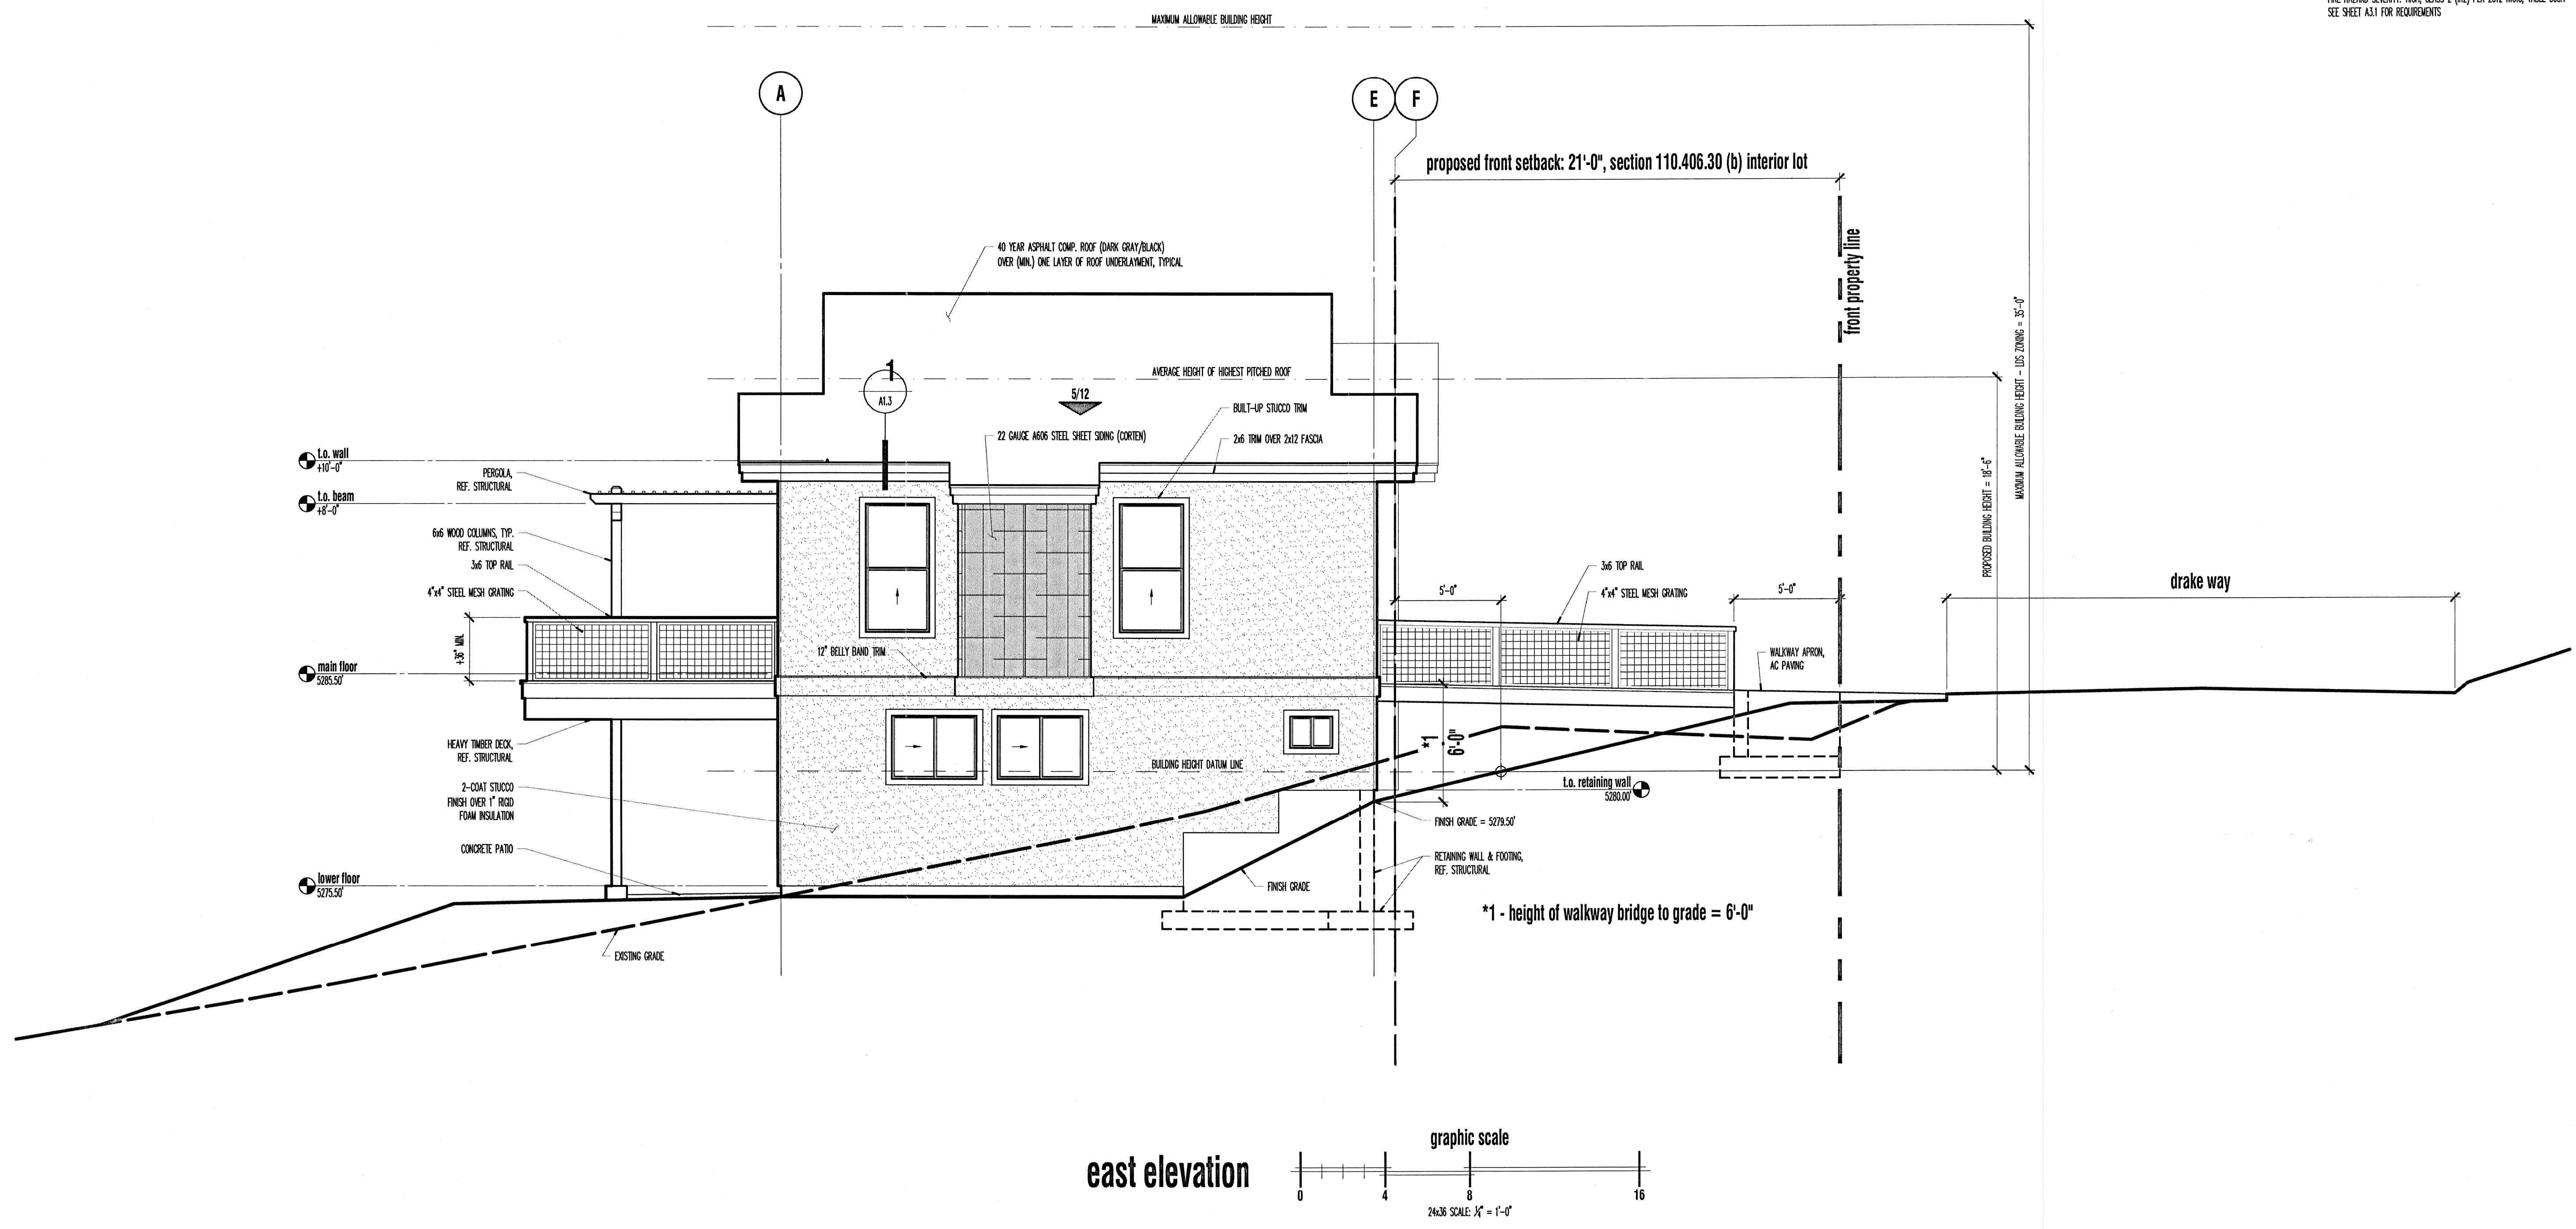 SEE SHEET A3.1 FOR REQUIREMENTS
MAXIMUM ALLOWABLE BUILDING HEIGHT
A
E
F
proposed front setback: 21'-0", section 110.406.30 (b) interior lot
front property line
40 YEAR ASPHALT COMP. ROOF (DARK GRAY/BLACK)
OVER (MIN.) ONE LAYER OF ROOF UNDERLAYMENT, TYPICAL
MAXIMUM ALLOWABLE BUILDING HEIGHT - LDS ZONING = 35'-0"
PROPOSED BUILDING HEIGHT = 18'-6"
AVERAGE HEIGHT OF HIGHEST PITCHED ROOF
1
A1.3
5/12
BUILT-UP STUCCO TRIM
22 GAUGE A606 STEEL SHEET SIDING (CORTEN)
2x6 TRIM OVER 2x12 FASCIA
t.o. wall
+10'-0"
PERGOLA,
REF. STRUCTURAL
t.o. beam
+8'-0"
6x6 WOOD COLUMNS, TYP.
REF. STRUCTURAL
3x6 TOP RAIL
4"x4" STEEL MESH GRATING
+36" MIN.
3x6 TOP RAIL
4"x4" STEEL MESH GRATING
5'-0"
5'-0"
drake way
12" BELLY BAND TRIM
main floor
5285.50'
WALKWAY APRON,
AC PAVING
HEAVY TIMBER DECK,
REF. STRUCTURAL
*1
6'-0"
BUILDING HEIGHT DATUM LINE
2-COAT STUCCO
FINISH OVER 1" RIGID
FOAM INSULATION
t.o. retaining wall
5280.00'
FINISH GRADE = 5279.50'
CONCRETE PATIO
RETAINING WALL & FOOTING,
REF. STRUCTURAL
lower floor
5275.50'
FINISH GRADE
*1 - height of walkway bridge to grade = 6'-0"
EXISTING GRADE
east elevation
graphic scale
0 4 8 16
24x36 SCALE: ¼" = 1'-0"